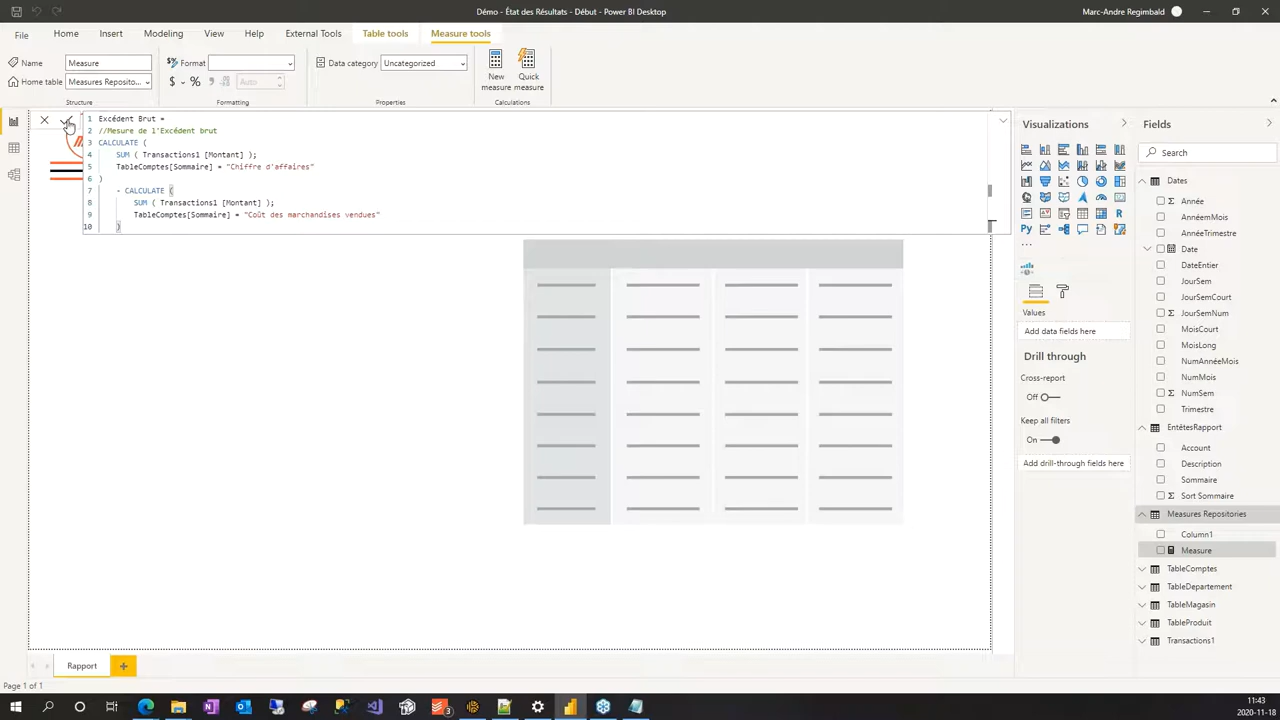 Démo - État des Résultats - Début - Power BI Desktop
Marc-Andre Regimbald
File
Home
Insert
Modeling
View
Help
External Tools
Table tools
Measure tools
Name
Measure
Home table
Measures Reposito...
Structure
Format
$
%
Auto
Formatting
Data category
Uncategorized
Properties
New
measure
Quick
measure
Calculations
1 Excédent Brut =
2 //Mesure de l'Excédent brut
3 CALCULATE (
4 SUM ( Transactions1 [Montant] );
5 TableComptes[Sommaire] = "Chiffre d'affaires"
6 )
7 - CALCULATE (
8 SUM ( Transactions1 [Montant] );
9 TableComptes[Sommaire] = "Coût des marchandises vendues"
10 )
Visualizations
R
Py
...
Values
Add data fields here
Drill through
Cross-report
Off
Keep all filters
On
Add drill-through fields here
Fields
Search
Dates
Année
AnnéemMois
AnnéeTrimestre
Date
DateEntier
JourSem
JourSemCourt
JourSemNum
MoisCourt
MoisLong
NumAnnéeMois
NumMois
NumSem
Trimestre
EntêtesRapport
Account
Description
Sommaire
Sort Sommaire
Measures Repositories
Column1
Measure
TableComptes
TableDepartement
TableMagasin
TableProduit
Transactions1
Rapport
Page 1 of 1
11:43
2020-11-18